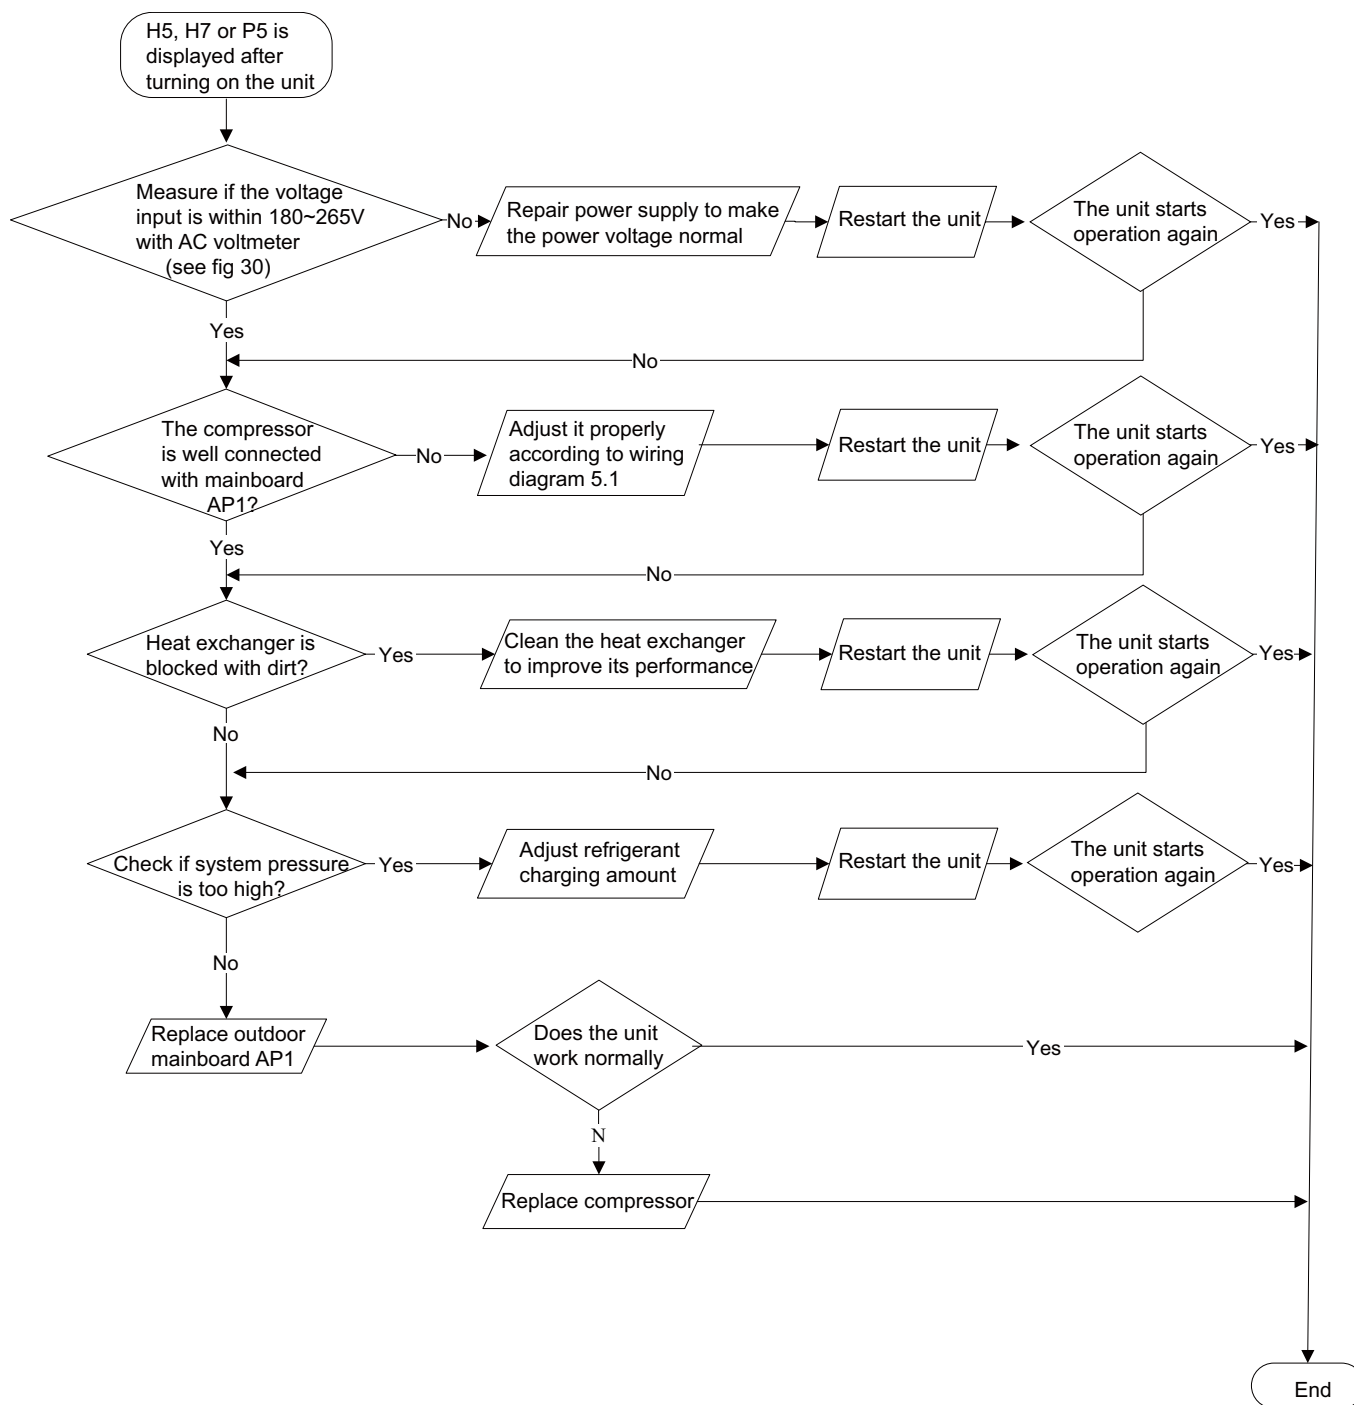 H5, H7 or P5 is
displayed after
turning on the unit
Measure if the voltage
input is within 180~265V
with AC voltmeter
(see fig 30)
No
Repair power supply to make
the power voltage normal
Restart the unit
The unit starts
operation again
Yes
Yes
No
The compressor
is well connected
with mainboard
AP1?
No
Adjust it properly
according to wiring
diagram 5.1
Restart the unit
The unit starts
operation again
Yes
Yes
No
Heat exchanger is
blocked with dirt?
Yes
Clean the heat exchanger
to improve its performance
Restart the unit
The unit starts
operation again
Yes
No
No
Check if system pressure
is too high?
Yes
Adjust refrigerant
charging amount
Restart the unit
The unit starts
operation again
Yes
No
Replace outdoor
mainboard AP1
Does the unit
work normally
Yes
N
Replace compressor
End